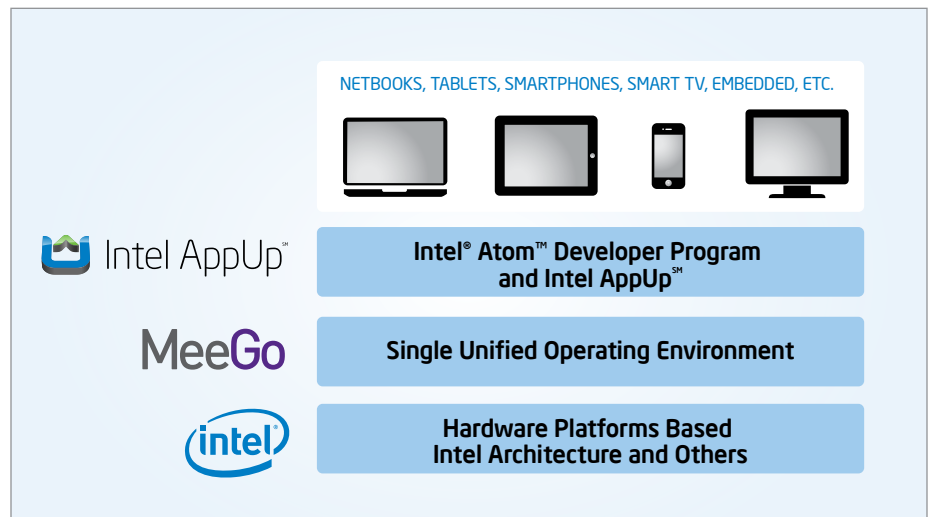 NETBOOKS, TABLETS, SMARTPHONES, SMART TV, EMBEDDED, ETC.
Intel AppUp℠
Intel® Atom™ Developer Program
and Intel AppUp℠
MeeGo
Single Unified Operating Environment
intel®
Hardware Platforms Based
Intel Architecture and Others